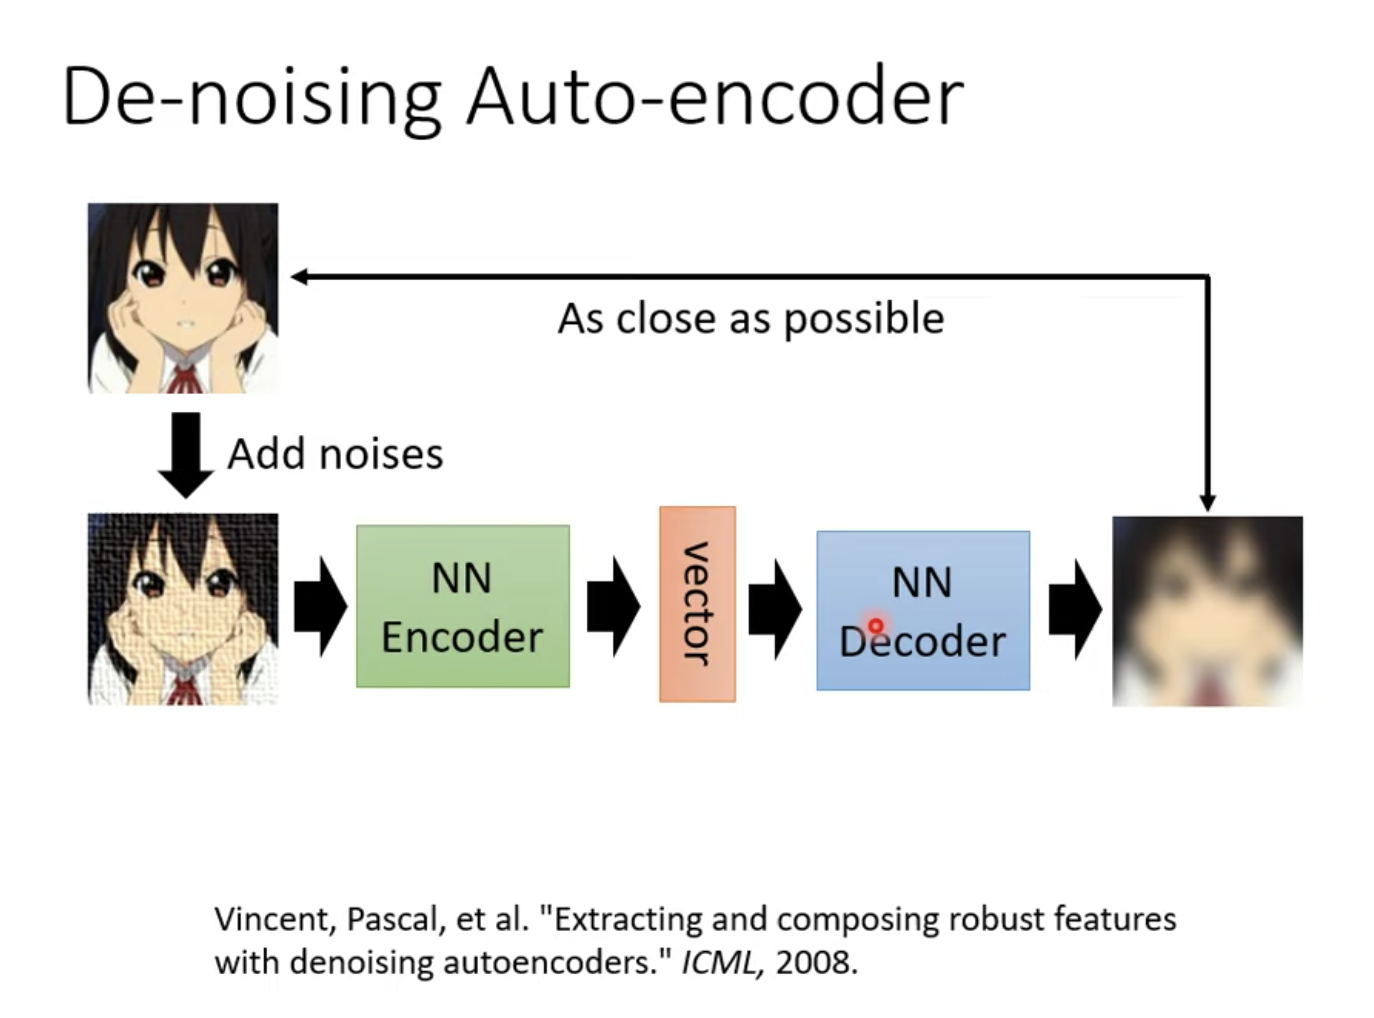 De-noising Auto-encoder
As close as possible
Add noises
NN
Encoder
vector
NN
Decoder
Vincent, Pascal, et al. "Extracting and composing robust features
with denoising autoencoders." ICML, 2008.